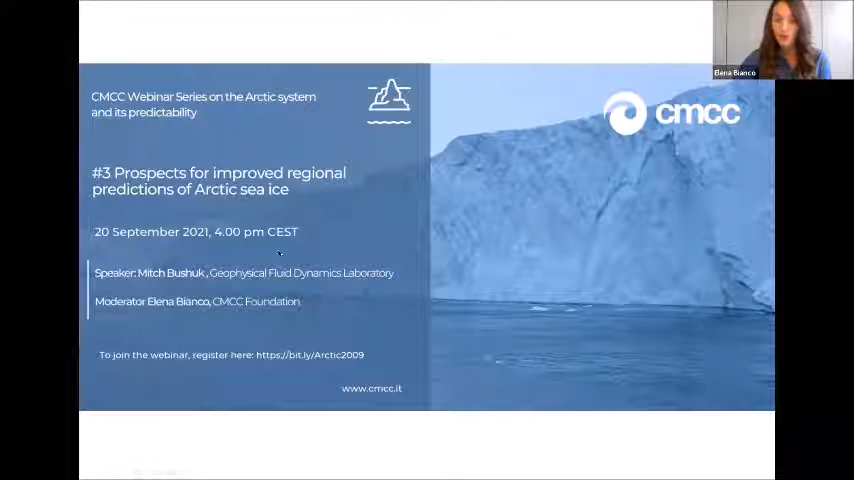 Elena Bianco
CMCC Webinar Series on the Arctic system
and its predictability
cmcc
#3 Prospects for improved regional
predictions of Arctic sea ice
20 September 2021, 4.00 pm CEST
Speaker: Mitch Bushuk, Geophysical Fluid Dynamics Laboratory
Moderator Elena Bianco, CMCC Foundation
To join the webinar, register here: https://bit.ly/Arctic2009
www.cmcc.it